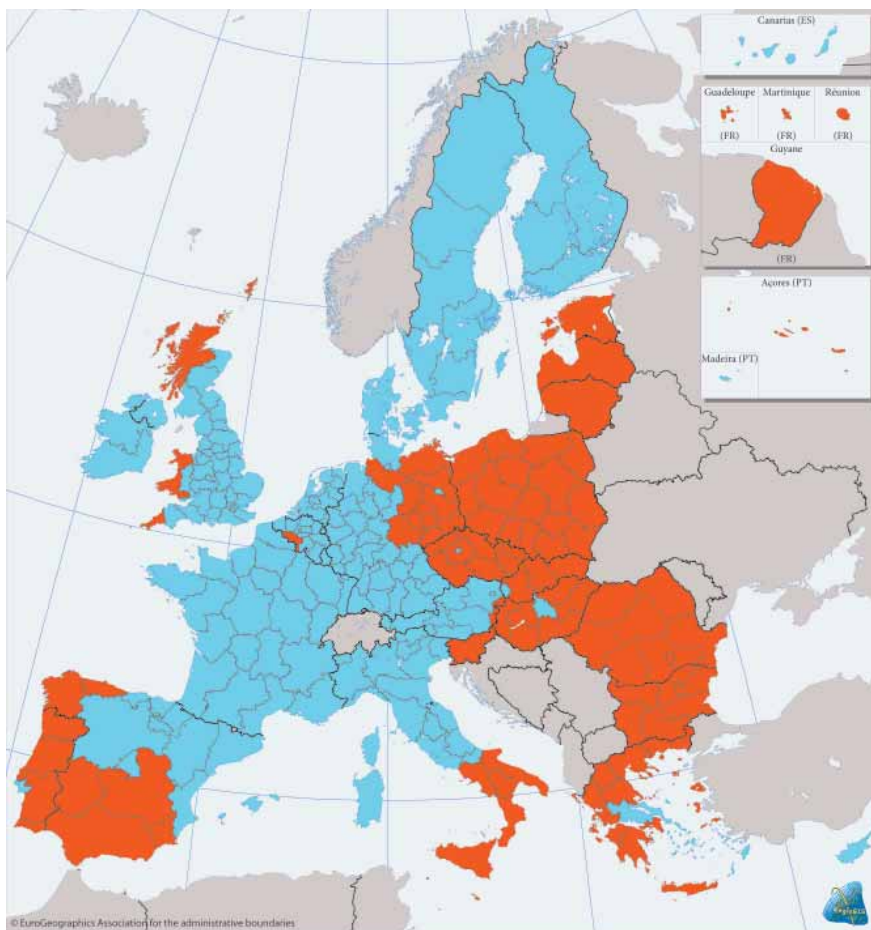 Canarias (ES)
Guadeloupe (FR)
Martinique (FR)
Réunion (FR)
Guyane
(FR)
Açores (PT)
Madeira (PT)
© EuroGeographics Association for the administrative boundaries